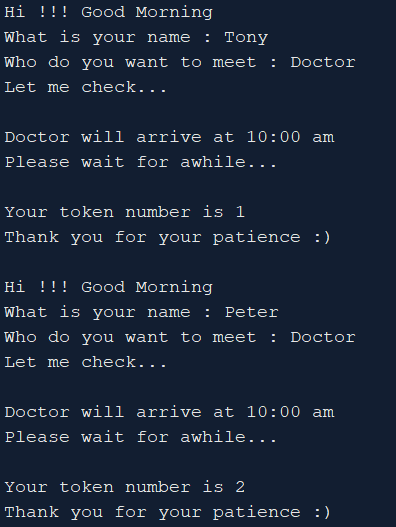 Hi !!! Good Morning
What is your name : Tony
Who do you want to meet : Doctor
Let me check...
Doctor will arrive at 10:00 am
Please wait for awhile...
Your token number is 1
Thank you for your patience :)
Hi !!! Good Morning
What is your name : Peter
Who do you want to meet : Doctor
Let me check...
Doctor will arrive at 10:00 am
Please wait for awhile...
Your token number is 2
Thank you for your patience :)